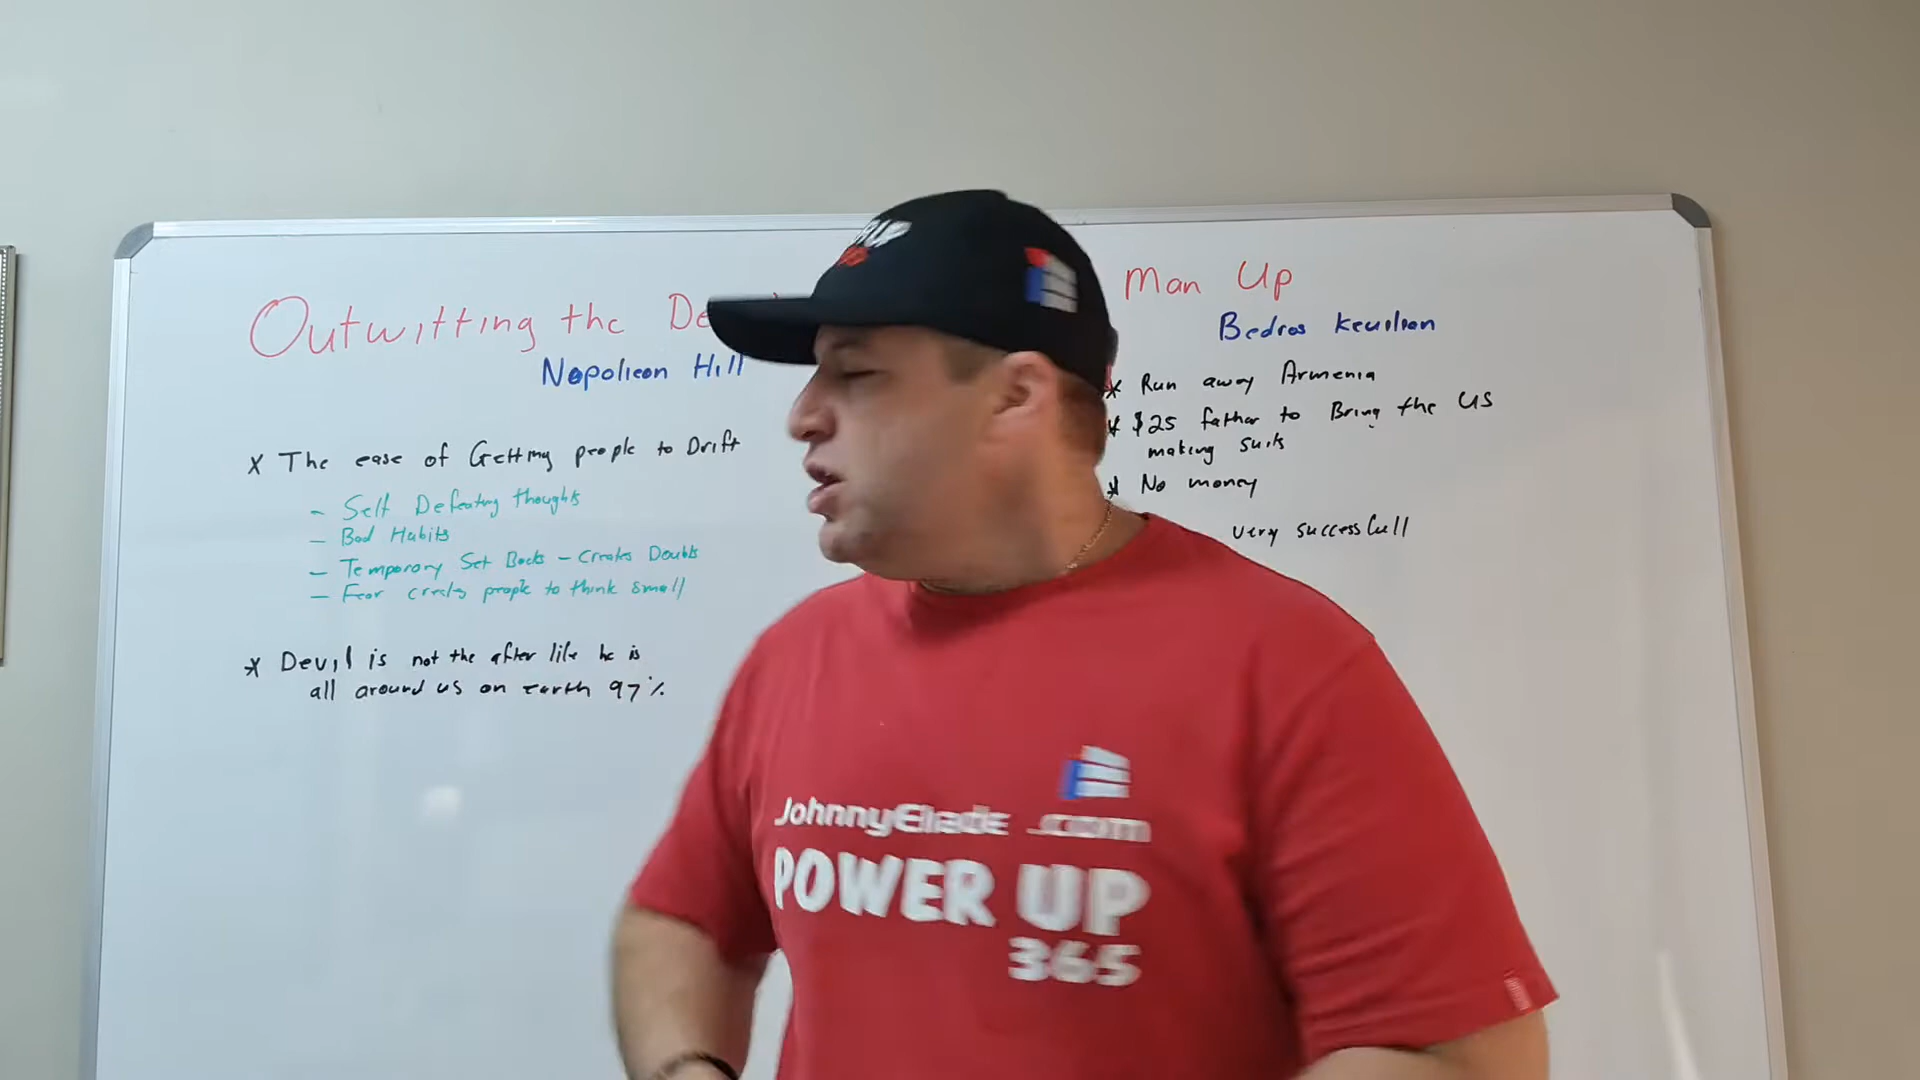 Outwitting the De
Nopolieon Hill
X The ease of Getting people to Drift
- Self Defeating thoughts
- Bad Habits
- Temporary Set Backs - creates Doubts
- Fear creates people to think small
* Devil is not the after life he is
all around us on earth 97%
Man Up
Bedros Keuilian
* Run away Armenia
* $25 father to Bring the US
making suits
* No money
very successfull
UP
JohnnyEliade.com
POWER UP
365